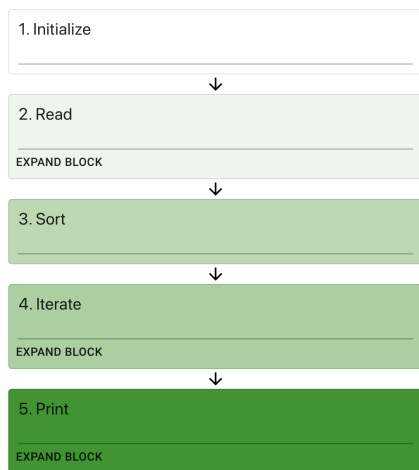 1. Initialize
2. Read
EXPAND BLOCK
3. Sort
4. Iterate
EXPAND BLOCK
5. Print
EXPAND BLOCK